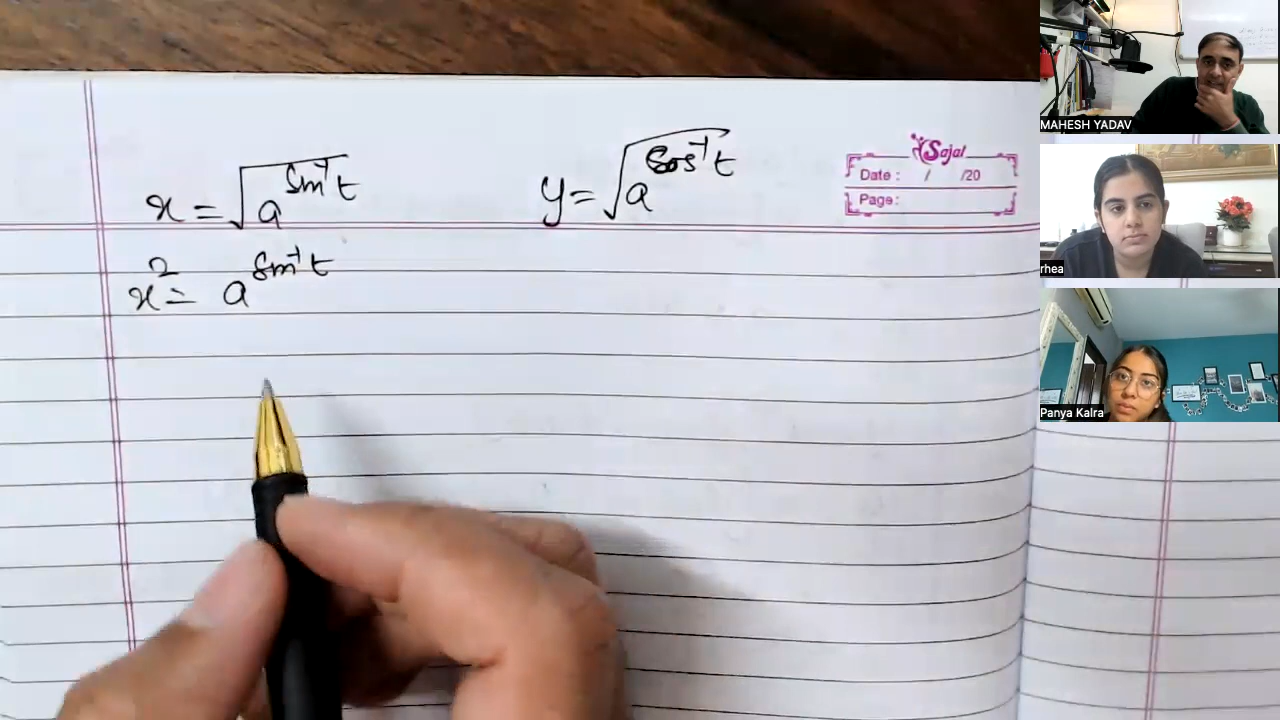 x = √a^sin⁻¹t
y = √a^cos⁻¹t
x² = a^sin⁻¹t
Sajal
Date : / /20
Page :
MAHESH YADAV
rhea
Panya Kalra